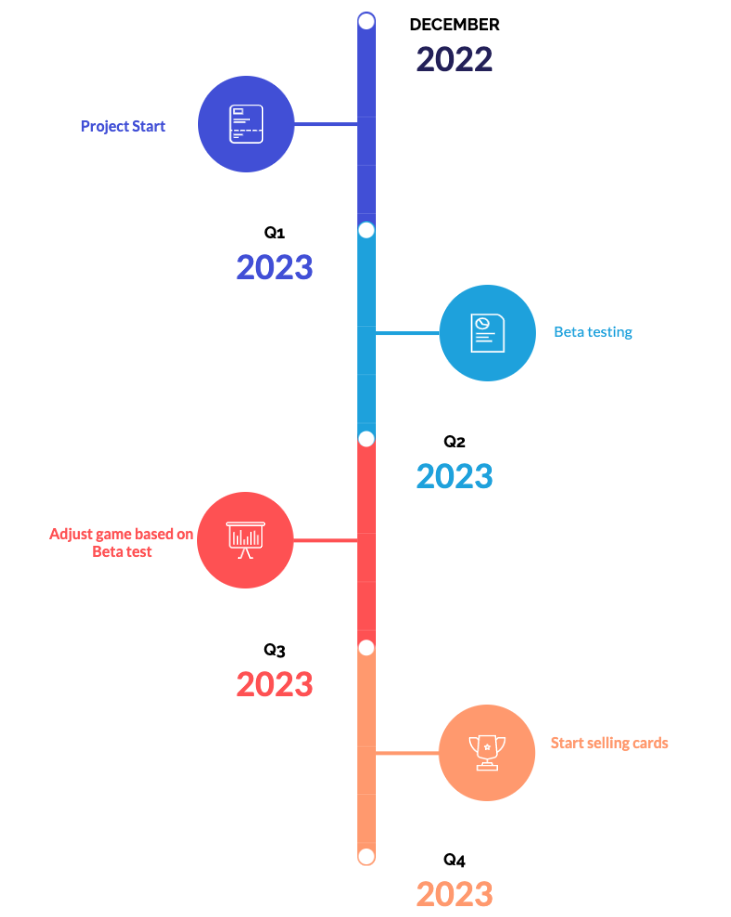 DECEMBER
2022
Project Start
Q1
2023
Beta testing
Q2
2023
Adjust game based on
Beta test
Q3
2023
Start selling cards
Q4
2023